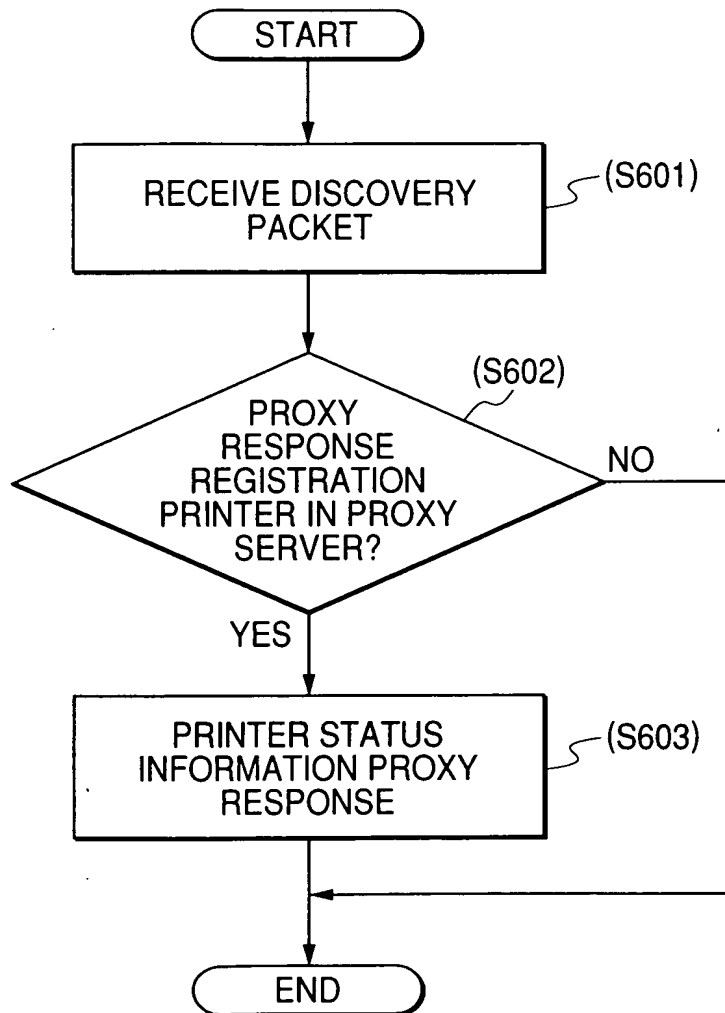 START
RECEIVE DISCOVERY
PACKET
(S601)
(S602)
PROXY
RESPONSE
REGISTRATION
PRINTER IN PROXY
SERVER?
NO
YES
PRINTER STATUS
INFORMATION PROXY
RESPONSE
(S603)
END